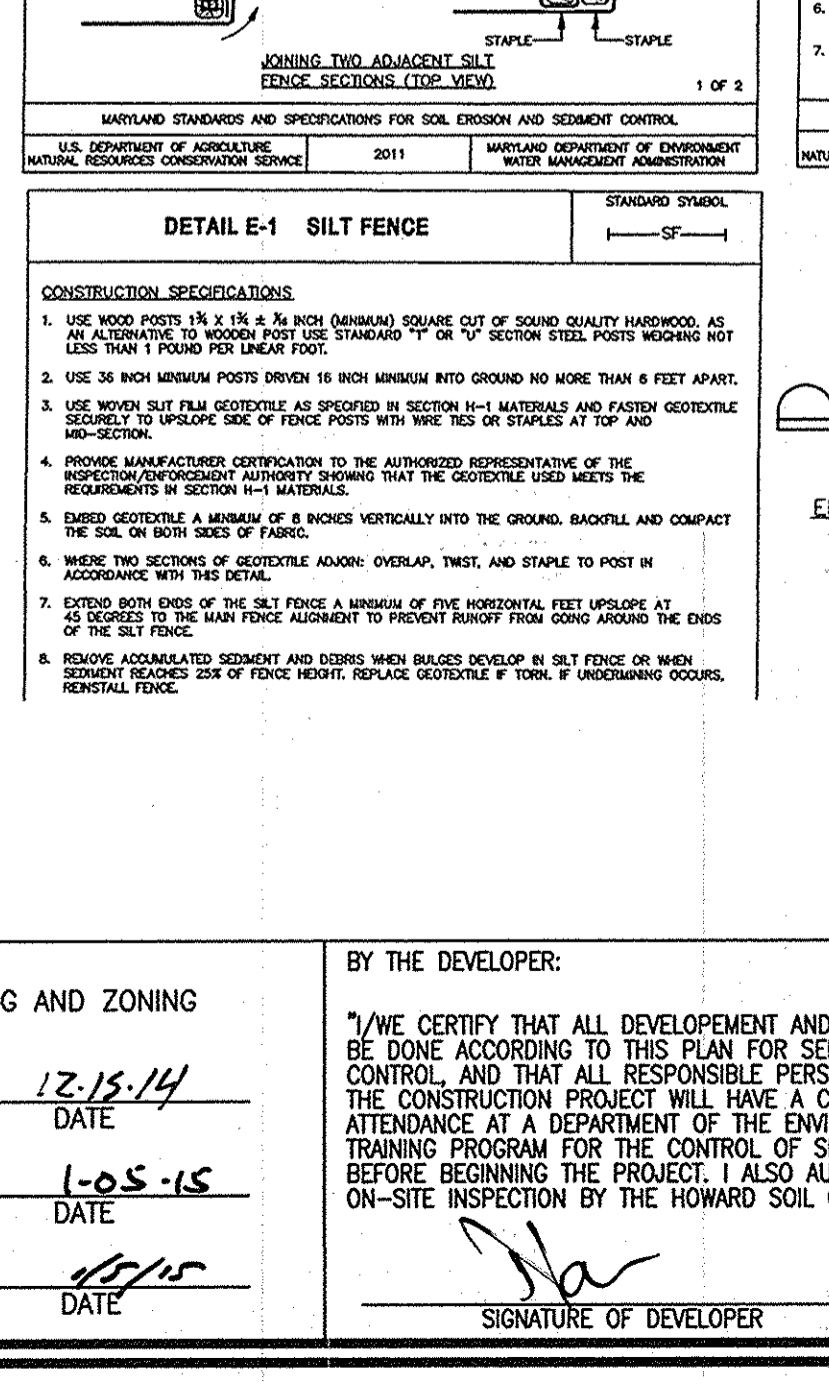 STAPLE STAPLE
JOINING TWO ADJACENT SILT
FENCE SECTIONS (TOP VIEW)
1 OF 2
MARYLAND STANDARDS AND SPECIFICATIONS FOR SOIL EROSION AND SEDIMENT CONTROL
U.S. DEPARTMENT OF AGRICULTURE
NATURAL RESOURCES CONSERVATION SERVICE
2011
MARYLAND DEPARTMENT OF ENVIRONMENT
WATER MANAGEMENT ADMINISTRATION
DETAIL E-1 SILT FENCE
STANDARD SYMBOL
SF
CONSTRUCTION SPECIFICATIONS
1. USE WOOD POSTS 1¾ X 1¾ ± 1/16 INCH (MINIMUM) SQUARE CUT OF SOUND QUALITY HARDWOOD. AS
AN ALTERNATIVE TO WOODEN POST USE STANDARD "T" OR "U" SECTION STEEL POSTS WEIGHING NOT
LESS THAN 1 POUND PER LINEAR FOOT.
2. USE 36 INCH MINIMUM POSTS DRIVEN 16 INCH MINIMUM INTO GROUND NO MORE THAN 6 FEET APART.
3. USE WOVEN SLIT FILM GEOTEXTILE AS SPECIFIED IN SECTION H-1 MATERIALS AND FASTEN GEOTEXTILE
SECURELY TO UPSLOPE SIDE OF FENCE POSTS WITH WIRE TIES OR STAPLES AT TOP AND
MID-SECTION.
4. PROVIDE MANUFACTURER CERTIFICATION TO THE AUTHORIZED REPRESENTATIVE OF THE
INSPECTION/ENFORCEMENT AUTHORITY SHOWING THAT THE GEOTEXTILE USED MEETS THE
REQUIREMENTS IN SECTION H-1 MATERIALS.
5. EMBED GEOTEXTILE A MINIMUM OF 8 INCHES VERTICALLY INTO THE GROUND. BACKFILL AND COMPACT
THE SOIL ON BOTH SIDES OF FABRIC.
6. WHERE TWO SECTIONS OF GEOTEXTILE ADJOIN: OVERLAP, TWIST, AND STAPLE TO POST IN
ACCORDANCE WITH THIS DETAIL.
7. EXTEND BOTH ENDS OF THE SILT FENCE A MINIMUM OF FIVE HORIZONTAL FEET UPSLOPE AT
45 DEGREES TO THE MAIN FENCE ALIGNMENT TO PREVENT RUNOFF FROM GOING AROUND THE ENDS
OF THE SILT FENCE.
8. REMOVE ACCUMULATED SEDIMENT AND DEBRIS WHEN BULGES DEVELOP IN SILT FENCE OR WHEN
SEDIMENT REACHES 25% OF FENCE HEIGHT. REPLACE GEOTEXTILE IF TORN. IF UNDERMINING OCCURS,
REINSTALL FENCE.
6.
7.
NATU
G AND ZONING
12.15.14
DATE
1-05-15
DATE
1/5/15
DATE
BY THE DEVELOPER:
"I/WE CERTIFY THAT ALL DEVELOPEMENT AND
BE DONE ACCORDING TO THIS PLAN FOR SE
CONTROL, AND THAT ALL RESPONSIBLE PERS
THE CONSTRUCTION PROJECT WILL HAVE A C
ATTENDANCE AT A DEPARTMENT OF THE ENVI
TRAINING PROGRAM FOR THE CONTROL OF S
BEFORE BEGINNING THE PROJECT. I ALSO AU
ON-SITE INSPECTION BY THE HOWARD SOIL
SIGNATURE OF DEVELOPER